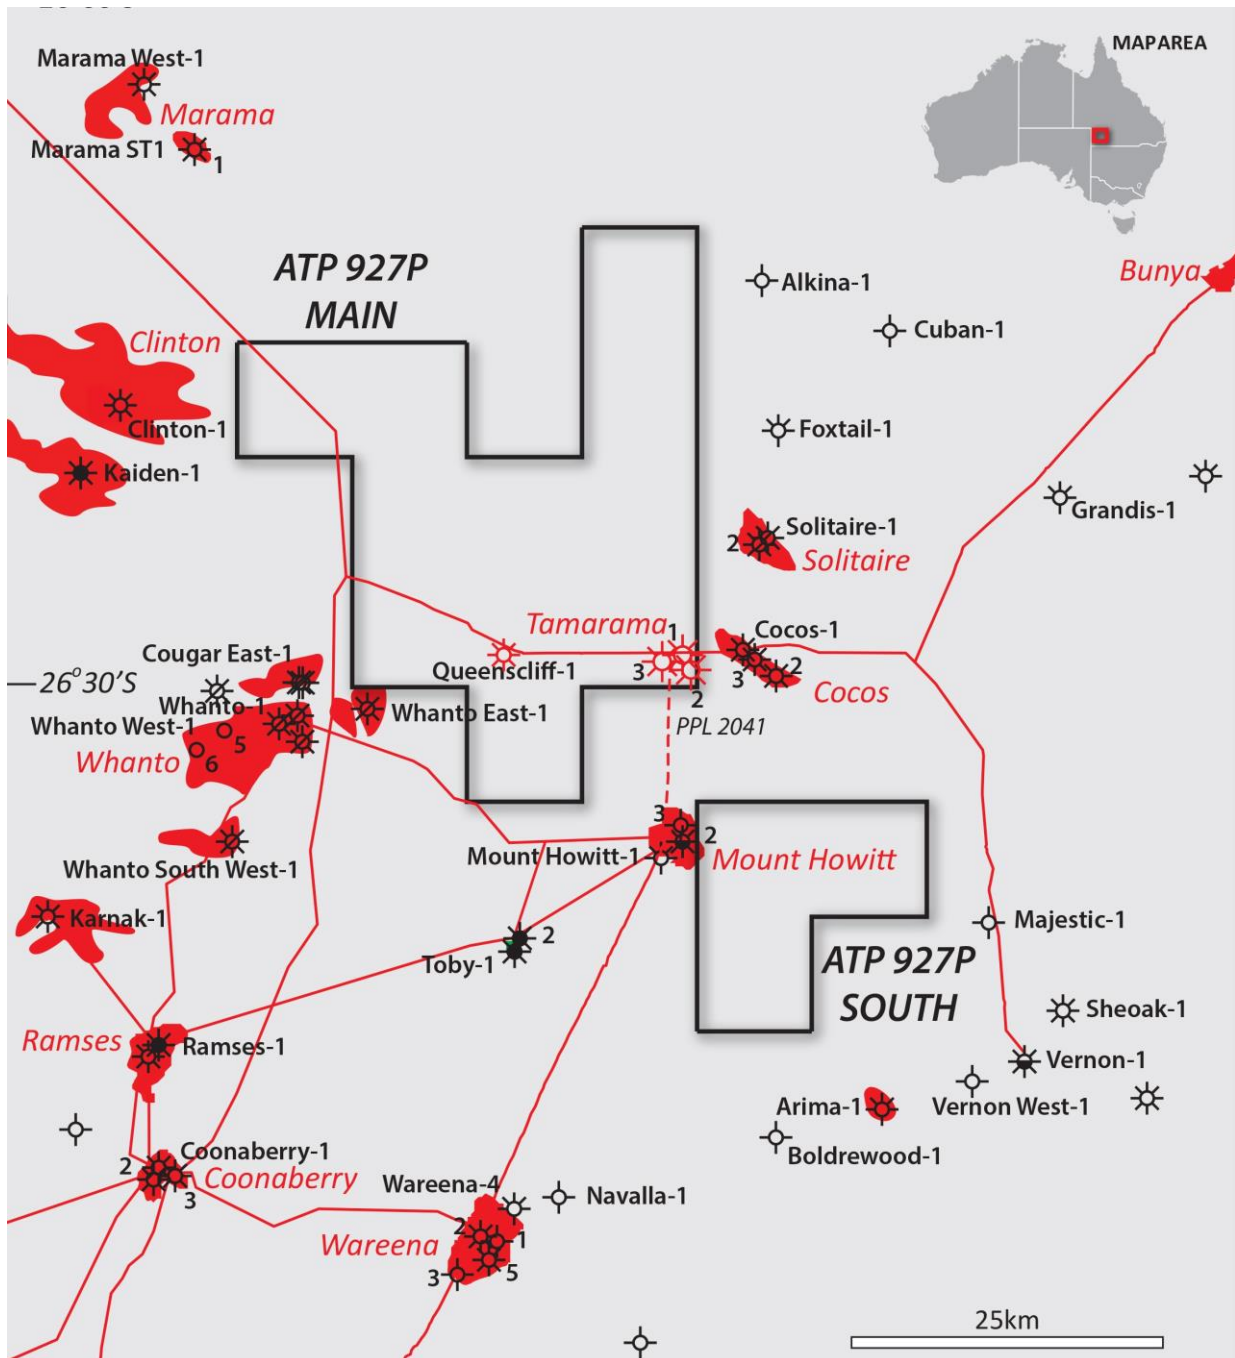 Marama West-1
MAP AREA
Marama
Marama ST1
1
ATP 927P
MAIN
Bunya
Alkina-1
Cuban-1
Clinton
Clinton-1
Foxtail-1
Kaiden-1
Grandis-1
Solitaire-1
2
Solitaire
Tamarama
1
Cocos-1
Cougar East-1
Queenscliff-1
3
3
2
26°30'S
2
Cocos
Whanto-1
Whanto East-1
Whanto West-1
5
PPL 2041
Whanto
6
3
2
Mount Howitt-1
Mount Howitt
Whanto South West-1
Karnak-1
Majestic-1
2
Toby-1
ATP 927P
SOUTH
Sheoak-1
Ramses
Ramses-1
Vernon-1
Arima-1
Vernon West-1
Coonaberry-1
Boldrewood-1
2
Coonaberry
3
Wareena-4
Navalla-1
2
1
Wareena
3
5
25km